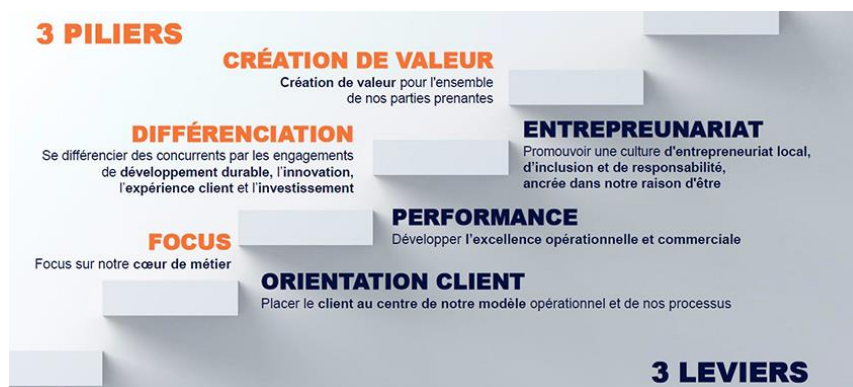 3 PILIERS
CRÉATION DE VALEUR
Création de valeur pour l'ensemble
de nos parties prenantes
DIFFÉRENCIATION
Se différencier des concurrents par les engagements
de développement durable, l'innovation,
l'expérience client et l'investissement
FOCUS
Focus sur notre cœur de métier
ENTREPREUNARIAT
Promouvoir une culture d'entrepreneuriat local,
d'inclusion et de responsabilité,
ancrée dans notre raison d'être
PERFORMANCE
Développer l'excellence opérationnelle et commerciale
ORIENTATION CLIENT
Placer le client au centre de notre modèle opérationnel et de nos processus
3 LEVIERS